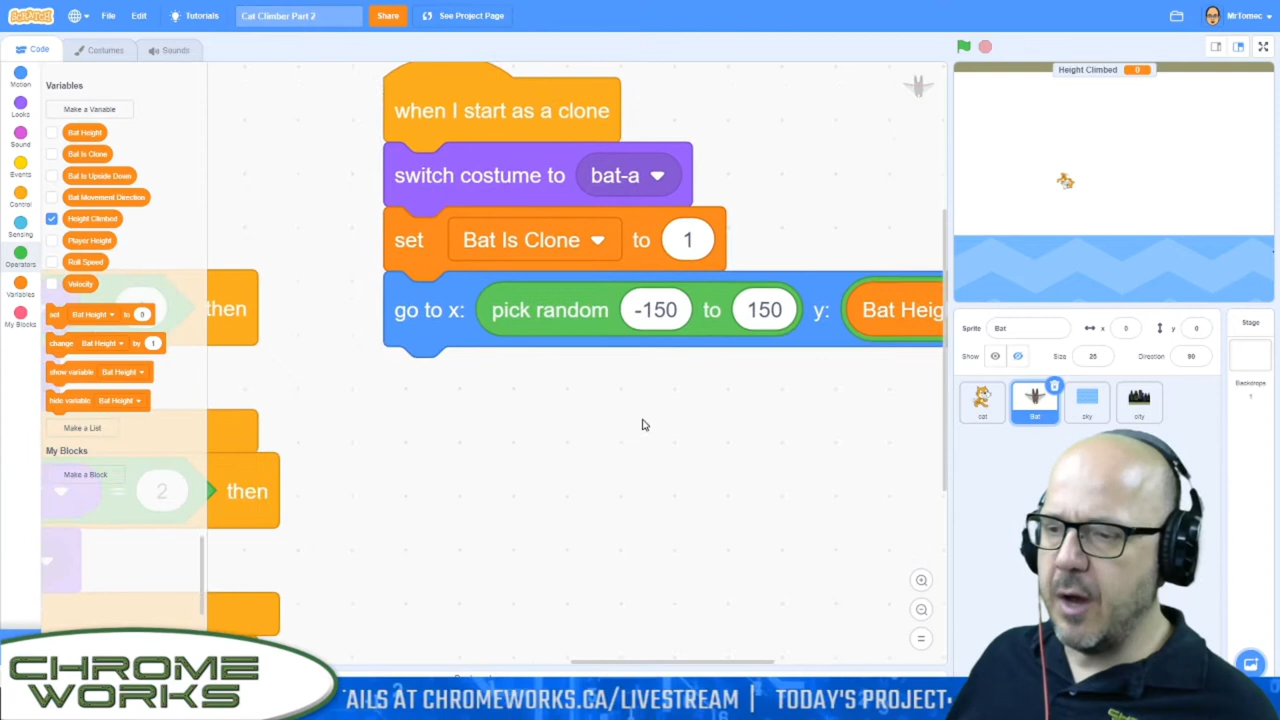 SCRATCH
File
Edit
Tutorials
Cat Climber Part 2
Share
See Project Page
MrTomec
Code
Costumes
Sounds
Motion
Looks
Sound
Events
Control
Sensing
Operators
Variables
My Blocks
Variables
Make a Variable
Bat Height
Bat Is Clone
Bat Is Upside Down
Bat Movement Direction
Height Climbed
Player Height
Roll Speed
Velocity
set Bat Height to 0
change Bat Height by 1
show variable Bat Height
hide variable Bat Height
Make a List
My Blocks
Make a Block
then
= 2 then
when I start as a clone
switch costume to bat-a
set Bat Is Clone to 1
go to x: pick random -150 to 150 y: Bat Heig
Height Climbed 0
Sprite Bat x 0 y 0
Show Size 25 Direction 90
cat
Bat
sky
city
Stage
Backdrops
1
CHROME
WORKS
AILS AT CHROMEWORKS.CA/LIVESTREAM | TODAY'S PROJECT